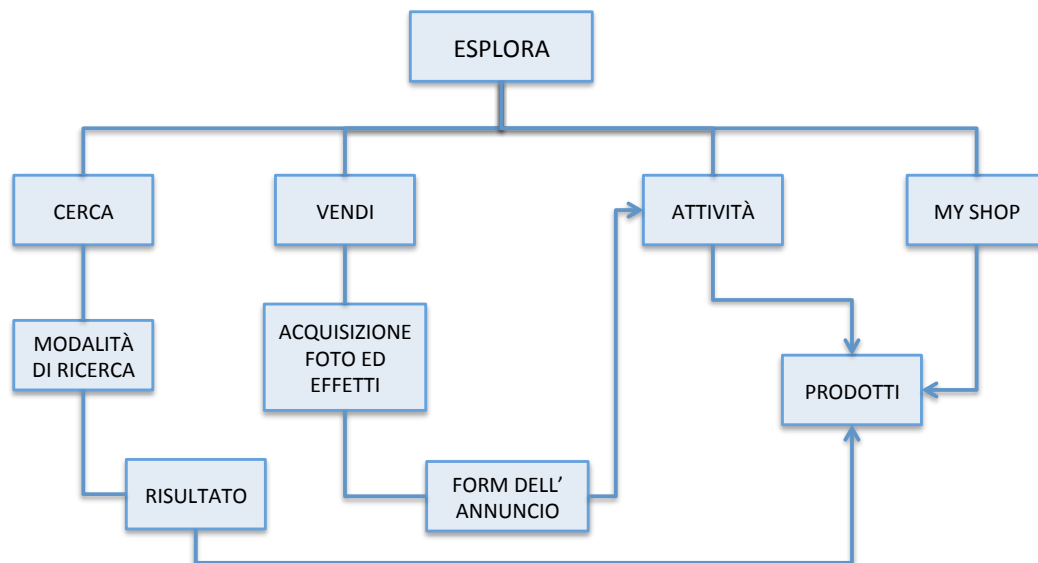 ESPLORA
CERCA
VENDI
ATTIVITÀ
MY SHOP
MODALITÀ
DI RICERCA
ACQUISIZIONE
FOTO ED
EFFETTI
PRODOTTI
RISULTATO
FORM DELL’
ANNUNCIO